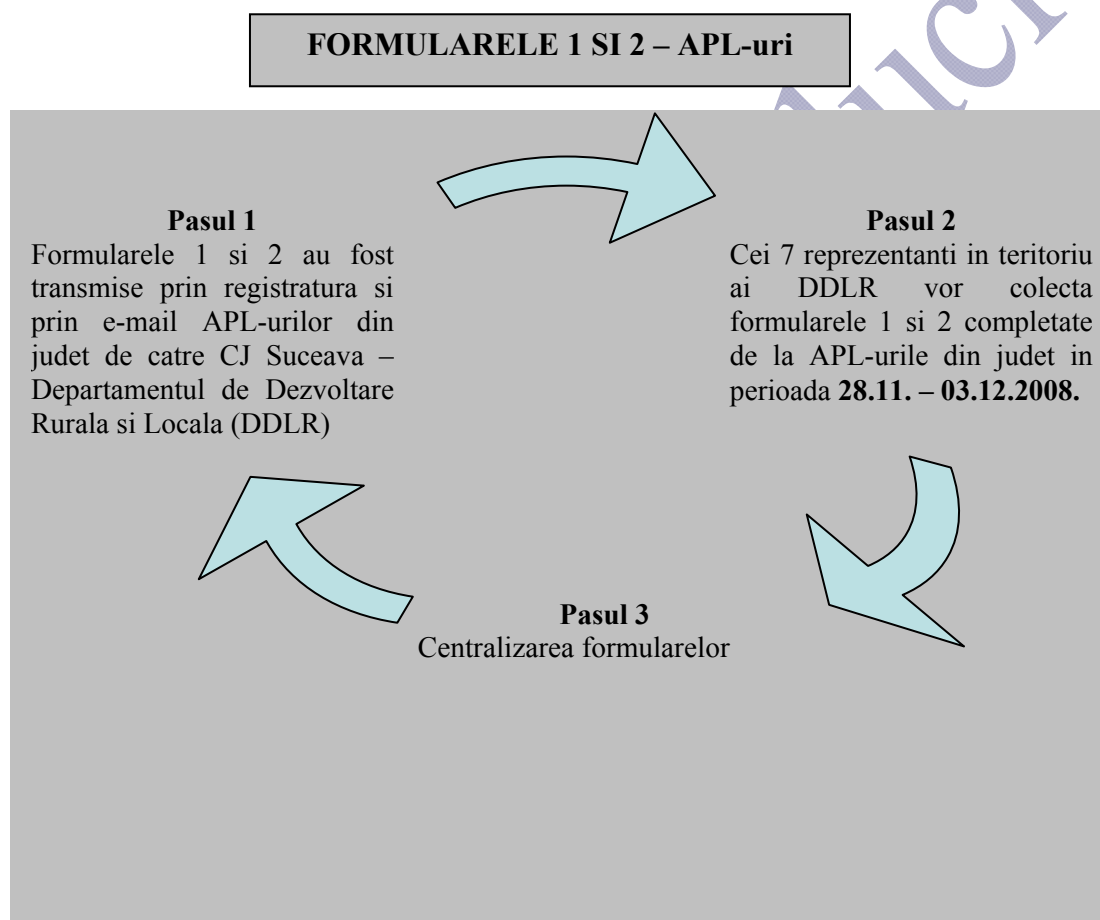 FORMULARELE 1 SI 2 – APL-uri
Pasul 1
Formularele 1 si 2 au fost
transmise prin registratura si
prin e-mail APL-urilor din
judet de catre CJ Suceava –
Departamentul de Dezvoltare
Rurala si Locala (DDLR)
Pasul 2
Cei 7 reprezentanti in teritoriu
ai DDLR vor colecta
formularele 1 si 2 completate
de la APL-urile din judet in
perioada 28.11. – 03.12.2008.
Pasul 3
Centralizarea formularelor